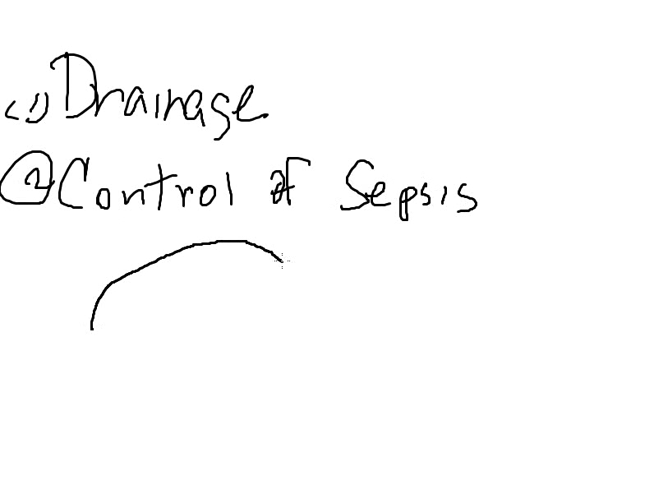 (1) Drainage
② Control of Sepsis